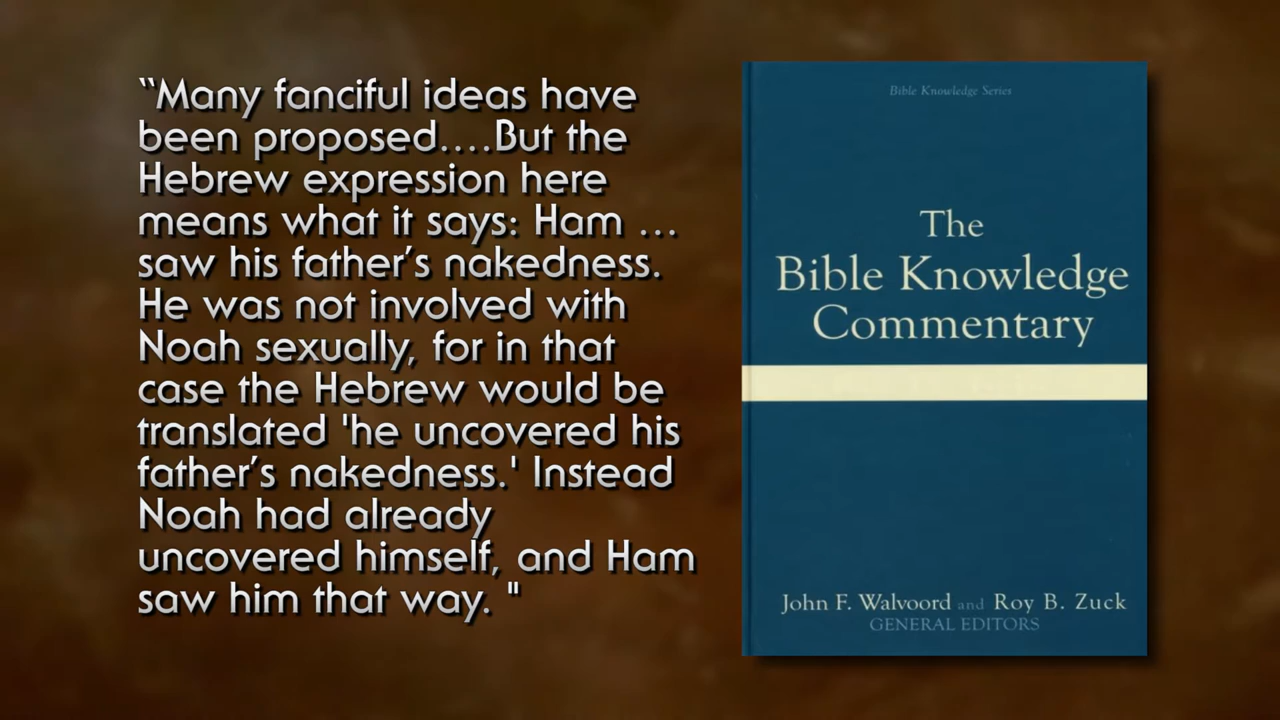 “Many fanciful ideas have
been proposed....But the
Hebrew expression here
means what it says: Ham ...
saw his father’s nakedness.
He was not involved with
Noah sexually, for in that
case the Hebrew would be
translated 'he uncovered his
father’s nakedness.' Instead
Noah had already
uncovered himself, and Ham
saw him that way. "
Bible Knowledge Series
The
Bible Knowledge
Commentary
John F. Walvoord and Roy B. Zuck
GENERAL EDITORS